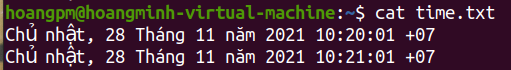 hoangpm@hoangminh-virtual-machine:~$ cat time.txt
Chủ nhật, 28 Tháng 11 năm 2021 10:20:01 +07
Chủ nhật, 28 Tháng 11 năm 2021 10:21:01 +07